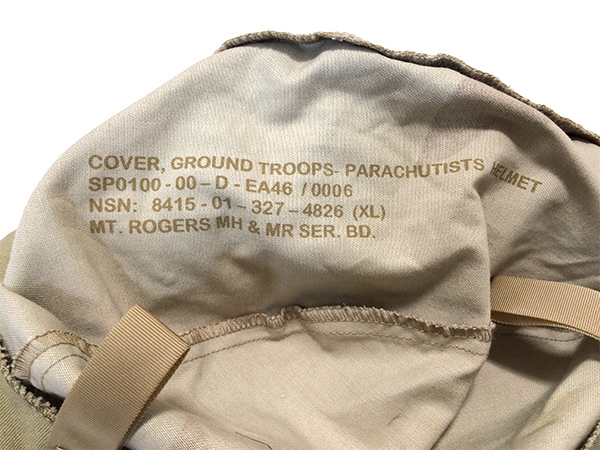 COVER, GROUND TROOPS- PARACHUTISTS HELMET
SP0100-00-D-EA46 / 0006
NSN: 8415-01-327-4826 (XL)
MT. ROGERS MH & MR SER. BD.